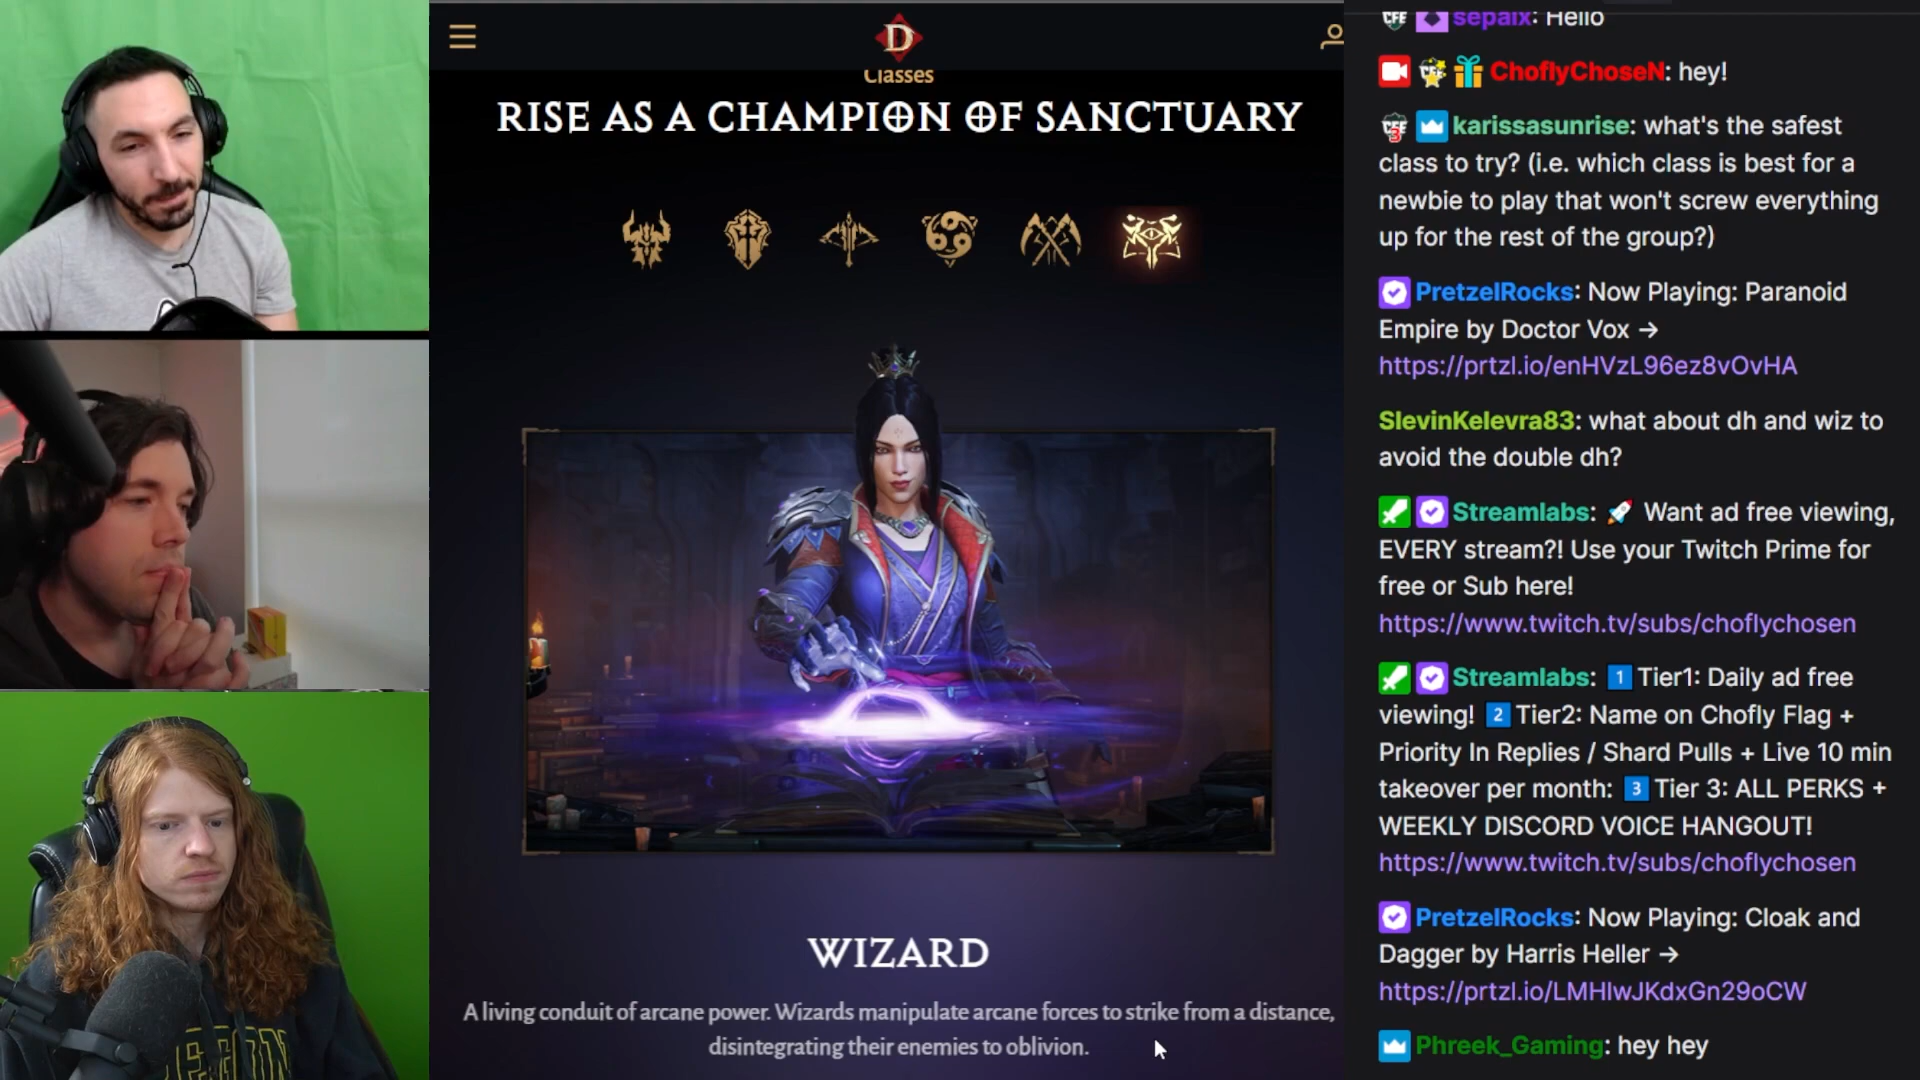 D
Classes
RISE AS A CHAMPION OF SANCTUARY
WIZARD
A living conduit of arcane power. Wizards manipulate arcane forces to strike from a distance,
disintegrating their enemies to oblivion.
sepaix: Hello
ChoflyChoseN: hey!
karissasunrise: what's the safest
class to try? (i.e. which class is best for a
newbie to play that won't screw everything
up for the rest of the group?)
PretzelRocks: Now Playing: Paranoid
Empire by Doctor Vox →
https://prtzl.io/enHVzL96ez8vOvHA
SlevinKelevra83: what about dh and wiz to
avoid the double dh?
Streamlabs: 🚀 Want ad free viewing,
EVERY stream?! Use your Twitch Prime for
free or Sub here!
https://www.twitch.tv/subs/choflychosen
Streamlabs: 1 Tier1: Daily ad free
viewing! 2 Tier2: Name on Chofly Flag +
Priority In Replies / Shard Pulls + Live 10 min
takeover per month: 3 Tier 3: ALL PERKS +
WEEKLY DISCORD VOICE HANGOUT!
https://www.twitch.tv/subs/choflychosen
PretzelRocks: Now Playing: Cloak and
Dagger by Harris Heller →
https://prtzl.io/LMHlwJKdxGn29oCW
Phreek_Gaming: hey hey